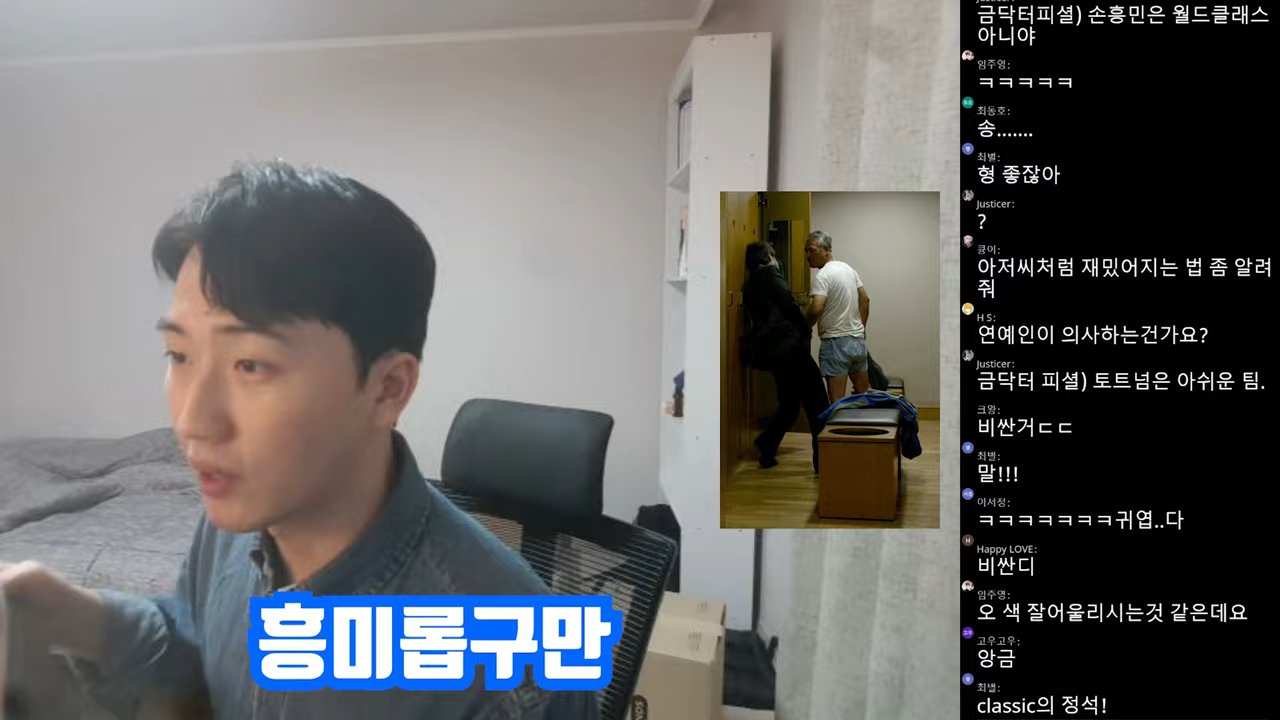 금닥터피셜) 손흥민은 월드클래스
아니야
임주영:
ㅋㅋㅋㅋㅋ
최동호:
송.......
최별:
형 좋잖아
Justicer:
?
큥이:
아저씨처럼 재밌어지는 법 좀 알려
줘
H S:
연예인이 의사하는건가요?
Justicer:
금닥터 피셜) 토트넘은 아쉬운 팀.
크왕:
비싼거ㄷㄷ
최별:
말!!!
이서정:
ㅋㅋㅋㅋㅋㅋㅋ귀엽..다
Happy LOVE:
비싼디
임주영:
오 색 잘어울리시는것 같은데요
고우고우:
앙금
최별:
classic의 정석!
흥미롭구만